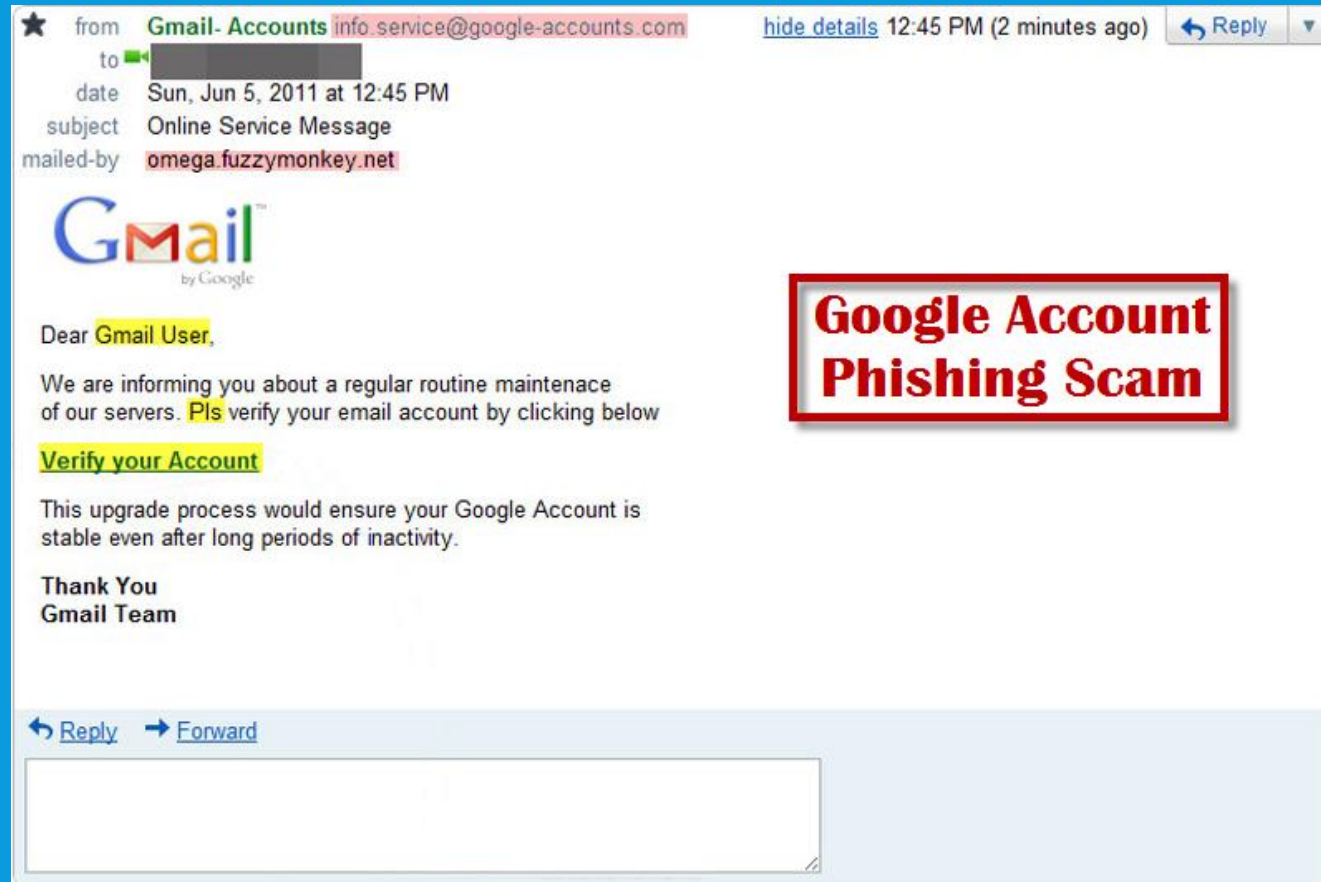 from Gmail- Accounts info.service@google-accounts.com hide details 12:45 PM (2 minutes ago) Reply
to
date Sun, Jun 5, 2011 at 12:45 PM
subject Online Service Message
mailed-by omega.fuzzymonkey.net
Gmail™
by Google
Google Account
Phishing Scam
Dear Gmail User,
We are informing you about a regular routine maintenace
of our servers. Pls verify your email account by clicking below
Verify your Account
This upgrade process would ensure your Google Account is
stable even after long periods of inactivity.
Thank You
Gmail Team
Reply Forward